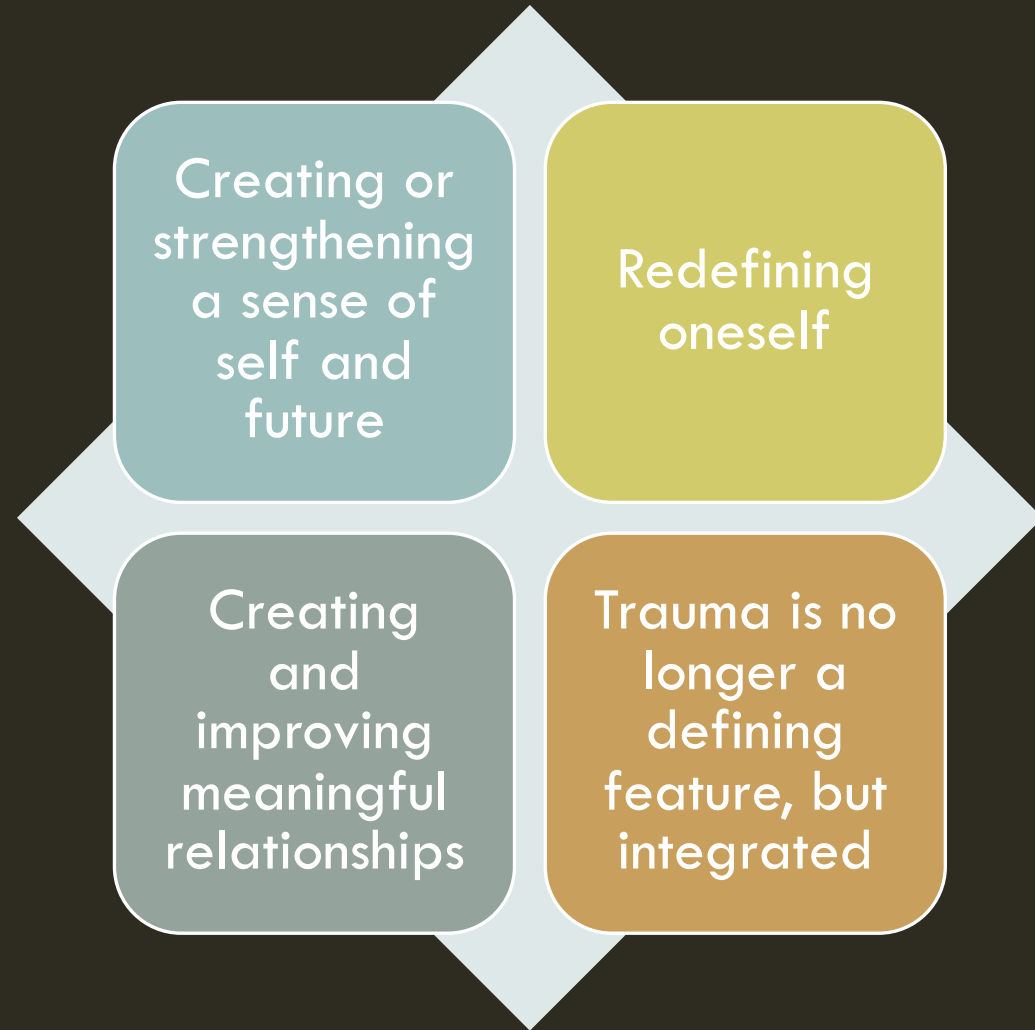 Creating or
strengthening
a sense of
self and
future
Redefining
oneself
Creating
and
improving
meaningful
relationships
Trauma is no
longer a
defining
feature, but
integrated